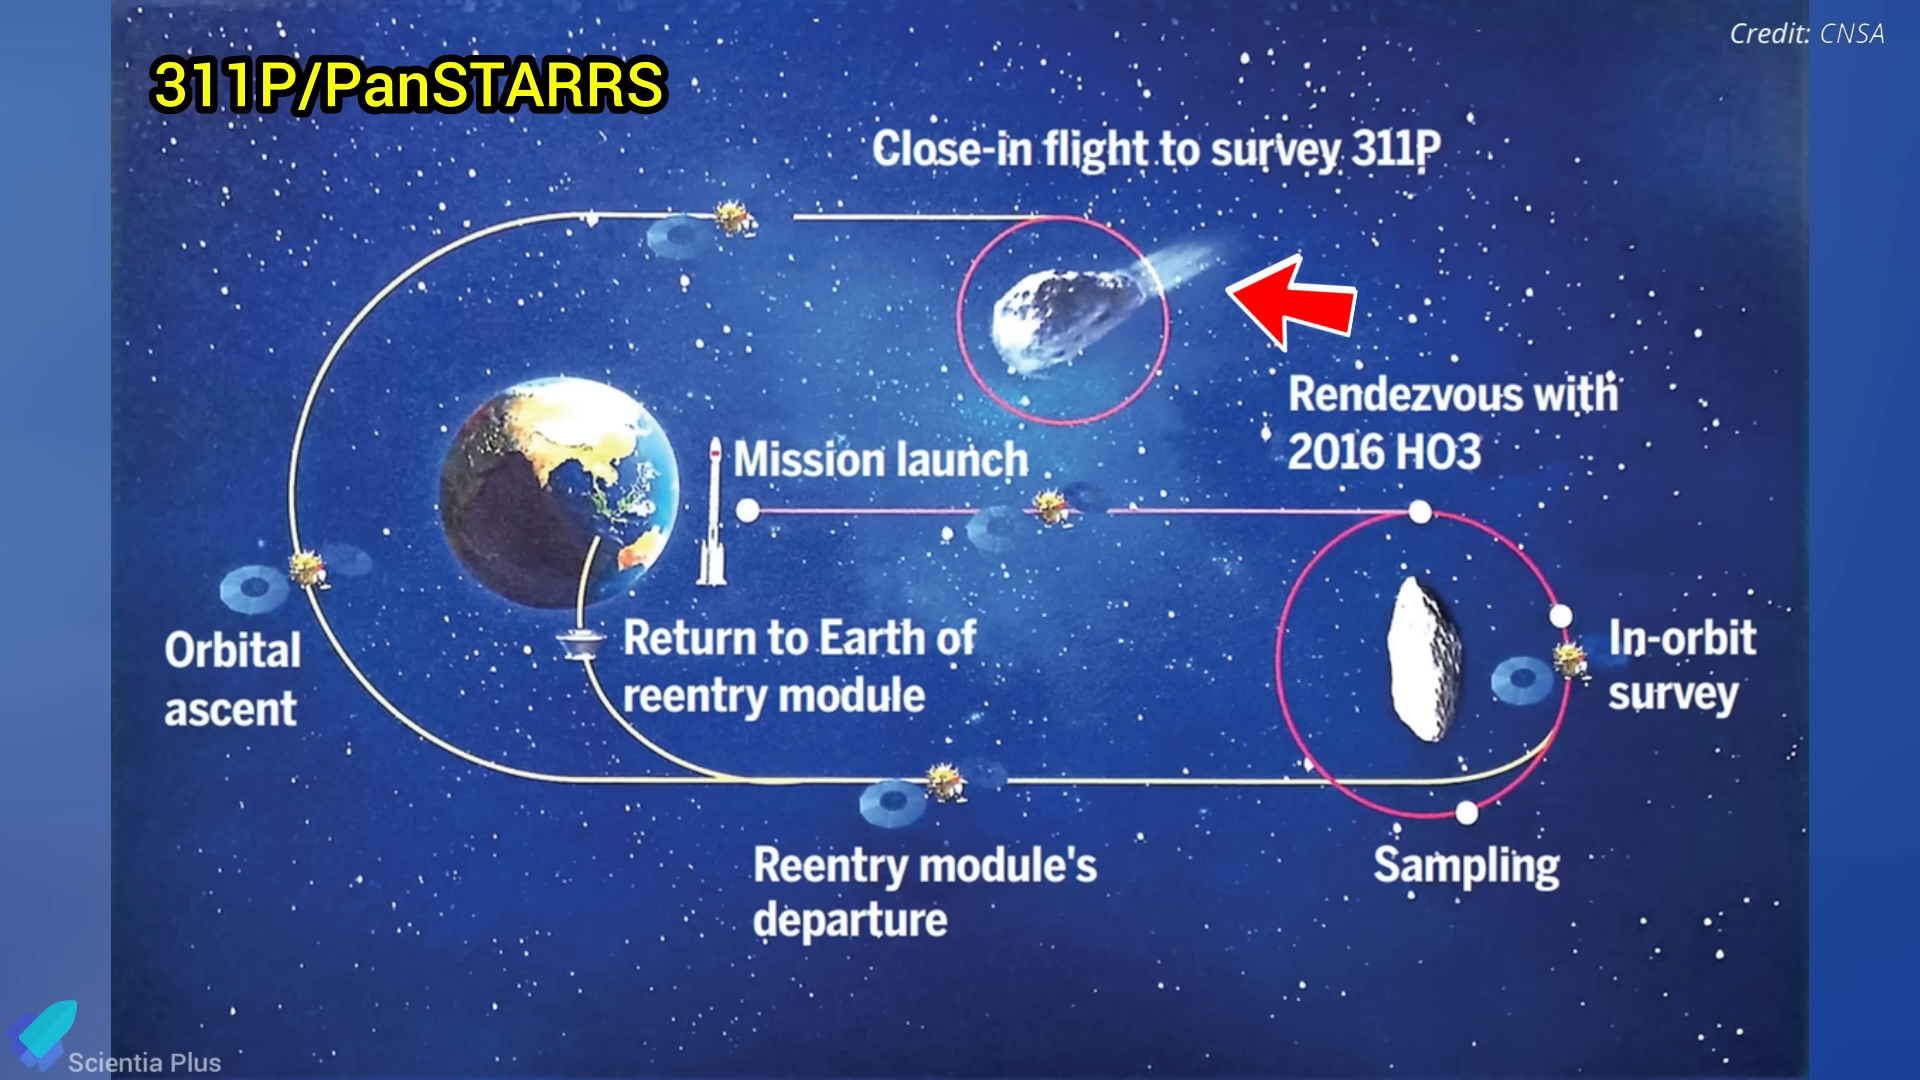 Credit: CNSA
311P/PanSTARRS
Close-in flight to survey 311P
Rendezvous with
2016 HO3
Mission launch
Return to Earth of
reentry module
In-orbit
survey
Orbital
ascent
Reentry module's
departure
Sampling
Scientia Plus